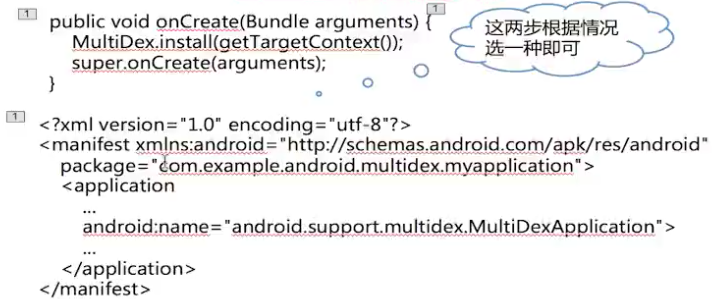 1
public void onCreate(Bundle arguments) {
MultiDex.install(getTargetContext());
super.onCreate(arguments);
}
1
这两步根据情况
选一种即可
1
<?xml version="1.0" encoding="utf-8"?>
<manifest xmlns:android="http://schemas.android.com/apk/res/android"
package="com.example.android.multidex.myapplication">
<application
...
android:name="android.support.multidex.MultiDexApplication">
...
</application>
</manifest>